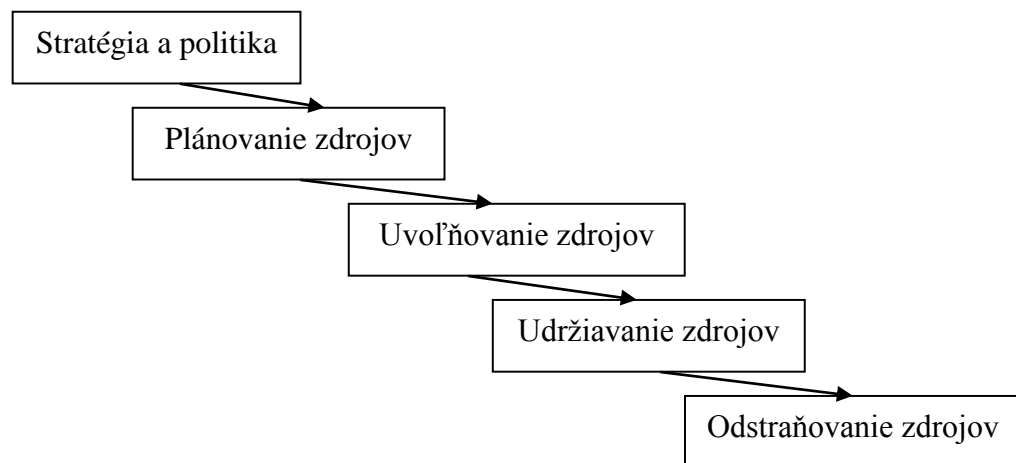 Stratégia a politika
Plánovanie zdrojov
Uvoľňovanie zdrojov
Udržiavanie zdrojov
Odstraňovanie zdrojov